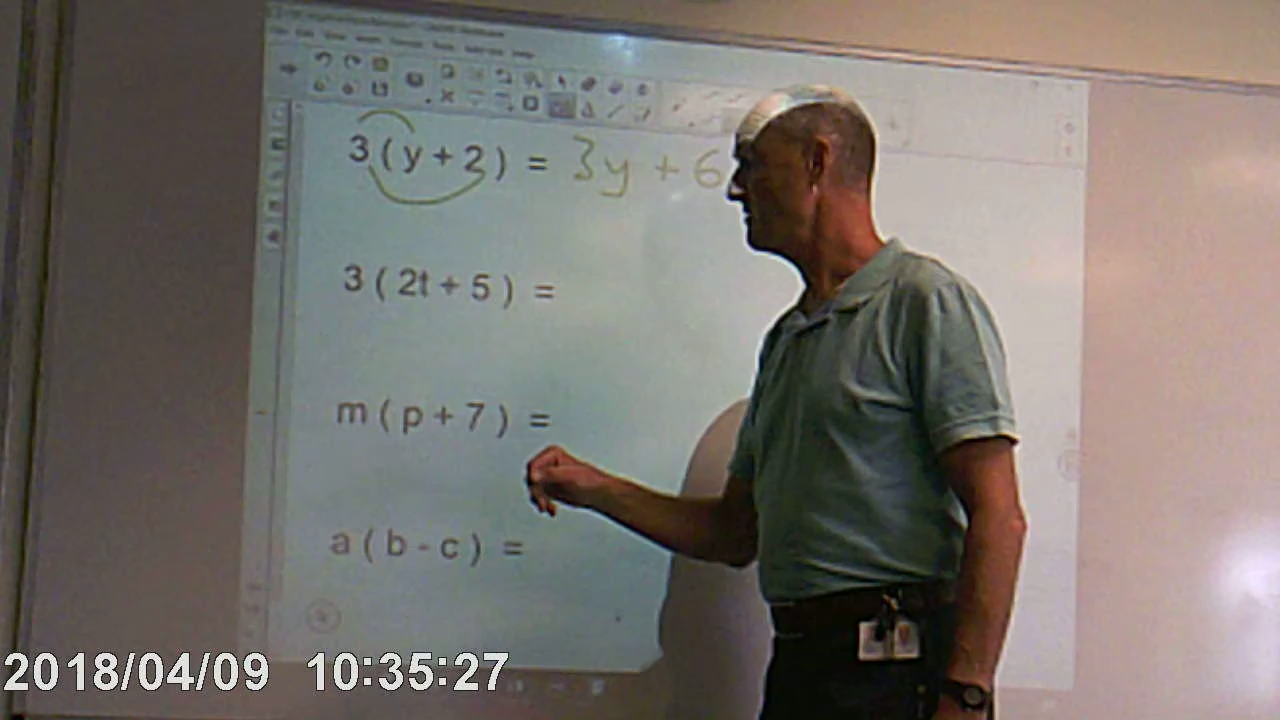 3 ( y + 2 ) = 3y + 6
3 ( 2t + 5 ) =
m ( p + 7 ) =
a ( b - c ) =
2018/04/09 10:35:27